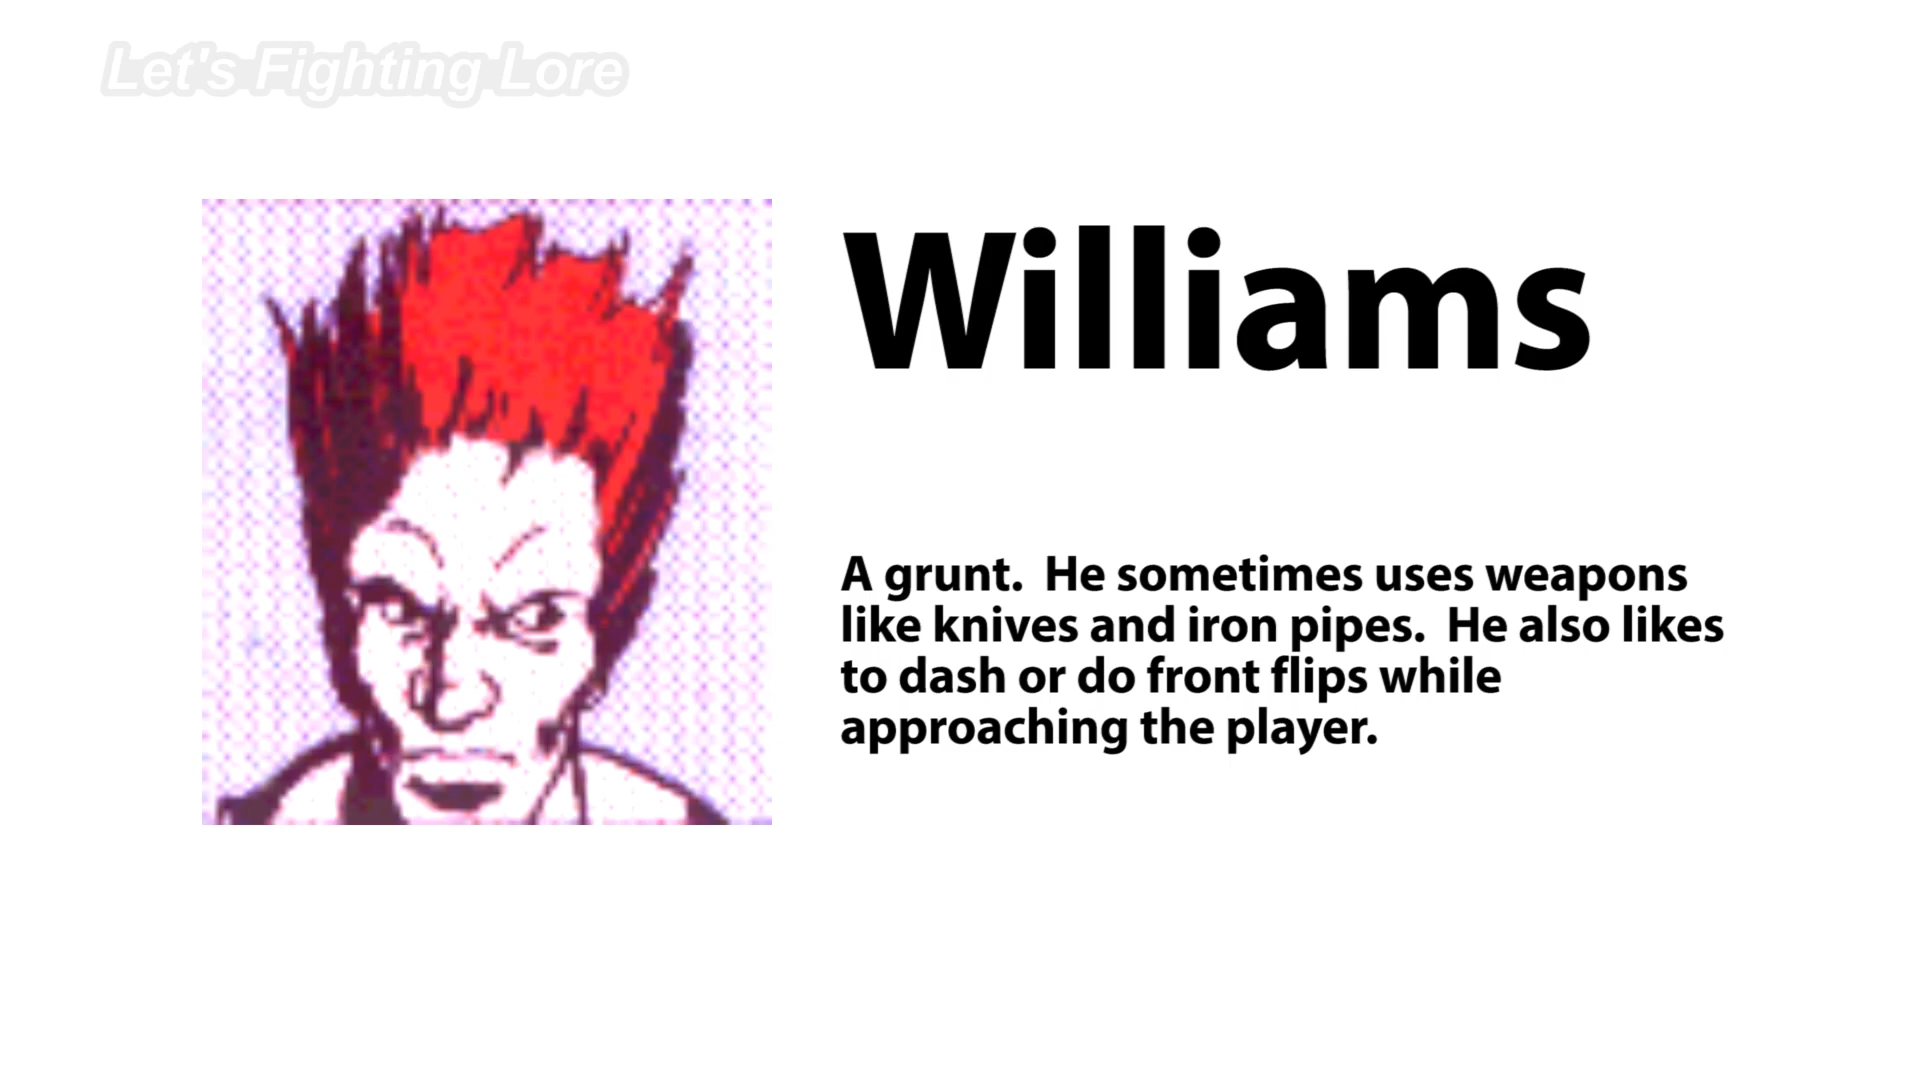 Let's Fighting Lore
Williams
A grunt.  He sometimes uses weapons
like knives and iron pipes.  He also likes
to dash or do front flips while
approaching the player.